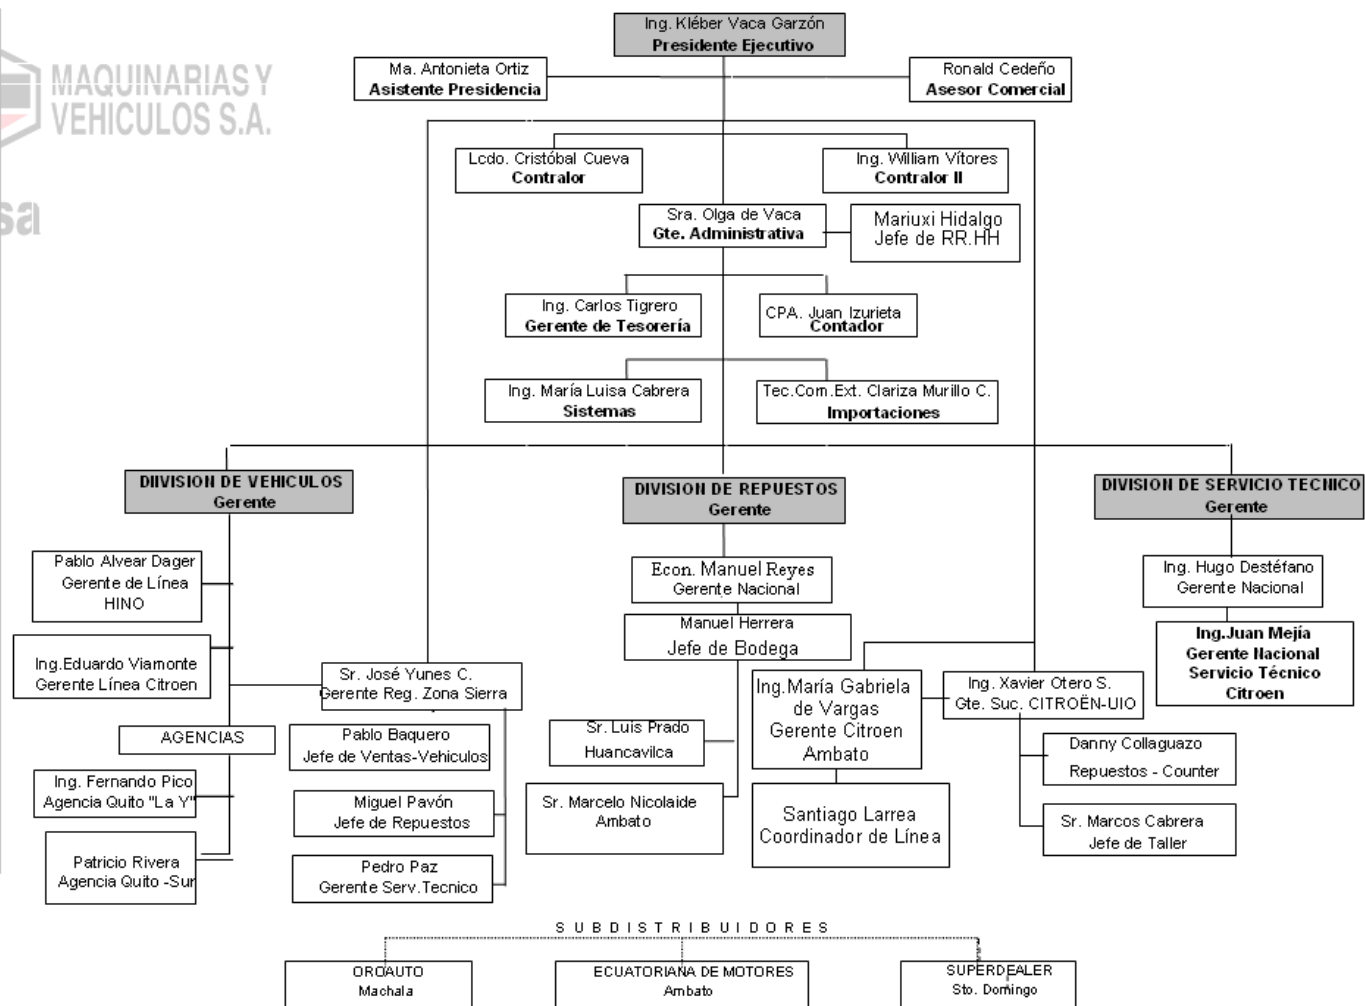 Ing. Kléber Vaca Garzón
Presidente Ejecutivo
MAQUINARIAS Y
VEHICULOS S.A.
sa
Ma. Antonieta Ortiz
Asistente Presidencia
Ronald Cedeño
Asesor Comercial
Lcdo. Cristóbal Cueva
Contralor
Ing. William Vítores
Contralor II
Sra. Olga de Vaca
Gte. Administrativa
Mariuxi Hidalgo
Jefe de RR.HH
Ing. Carlos Tigrero
Gerente de Tesorería
CPA. Juan Izurieta
Contador
Ing. María Luisa Cabrera
Sistemas
Tec.Com.Ext. Clariza Murillo C.
Importaciones
DIIVISION DE VEHICULOS
Gerente
DIVISION DE REPUESTOS
Gerente
DIVISION DE SERVICIO TECNICO
Gerente
Pablo Alvear Dager
Gerente de Línea
HINO
Ing.Eduardo Viamonte
Gerente Línea Citroen
AGENCIAS
Ing. Fernando Pico
Agencia Quito "La Y"
Patricio Rivera
Agencia Quito -Sur
Sr. José Yunes C.
Gerente Reg. Zona Sierra
Pablo Baquero
Jefe de Ventas-Vehiculos
Miguel Pavón
Jefe de Repuestos
Pedro Paz
Gerente Serv.Tecnico
Econ. Manuel Reyes
Gerente Nacional
Manuel Herrera
Jefe de Bodega
Sr. Luis Prado
Huancavilca
Sr. Marcelo Nicolaide
Ambato
Ing.María Gabriela
de Vargas
Gerente Citroen
Ambato
Santiago Larrea
Coordinador de Línea
Ing. Xavier Otero S.
Gte. Suc. CITROËN-UIO
Danny Collaguazo
Repuestos - Counter
Sr. Marcos Cabrera
Jefe de Taller
Ing. Hugo Destéfano
Gerente Nacional
Ing.Juan Mejía
Gerente Nacional
Servicio Técnico
Citroen
S U B D I S T R I B U I D O R E S
OROAUTO
Machala
ECUATORIANA DE MOTORES
Ambato
SUPERDEALER
Sto. Domingo